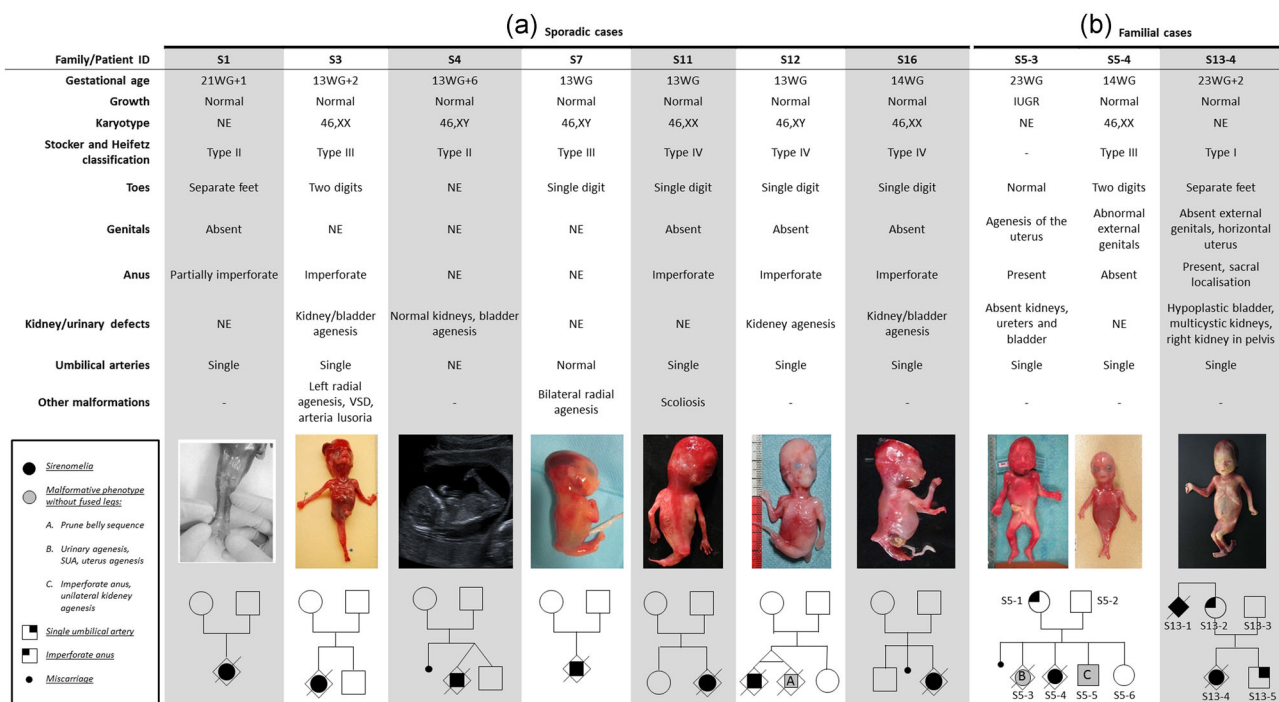 (a) Sporadic cases
(b) Familial cases
Family/Patient ID S1 S3 S4 S7 S11 S12 S16 S5-3 S5-4 S13-4
Gestational age 21WG+1 13WG+2 13WG+6 13WG 13WG 13WG 14WG 23WG 14WG 23WG+2
Growth Normal Normal Normal Normal Normal Normal Normal IUGR Normal Normal
Karyotype NE 46,XX 46,XY 46,XY 46,XX 46,XY 46,XX NE 46,XX NE
Stocker and Heifetz
classification
Type II Type III Type II Type III Type IV Type IV Type IV - Type III Type I
Toes Separate feet Two digits NE Single digit Single digit Single digit Single digit Normal Two digits Separate feet
Genitals Absent NE NE NE Absent Absent Absent
Agenesis of the
uterus
Abnormal
external
genitals
Absent external
genitals, horizontal
uterus
Anus Partially imperforate Imperforate NE NE Imperforate Imperforate Imperforate Present Absent
Present, sacral
localisation
Kidney/urinary defects NE
Kidney/bladder
agenesis
Normal kidneys, bladder
agenesis
NE NE Kideney agenesis
Kidney/bladder
agenesis
Absent kidneys,
ureters and
bladder
NE
Hypoplastic bladder,
multicystic kidneys,
right kidney in pelvis
Umbilical arteries Single Single NE Normal Single Single Single Single Single Single
Other malformations -
Left radial
agenesis, VSD,
arteria lusoria
-
Bilateral radial
agenesis
Scoliosis - - - - -
Sirenomelia
Malformative phenotype
without fused legs:
A. Prune belly sequence
B. Urinary agenesis,
SUA, uterus agenesis
C. Imperforate anus,
unilateral kideney
agenesis
Single umbilical artery
Imperforate anus
Miscarriage
A
S5-1 S5-2
B C
S5-3 S5-4 S5-5 S5-6
S13-1 S13-2 S13-3
S13-4 S13-5